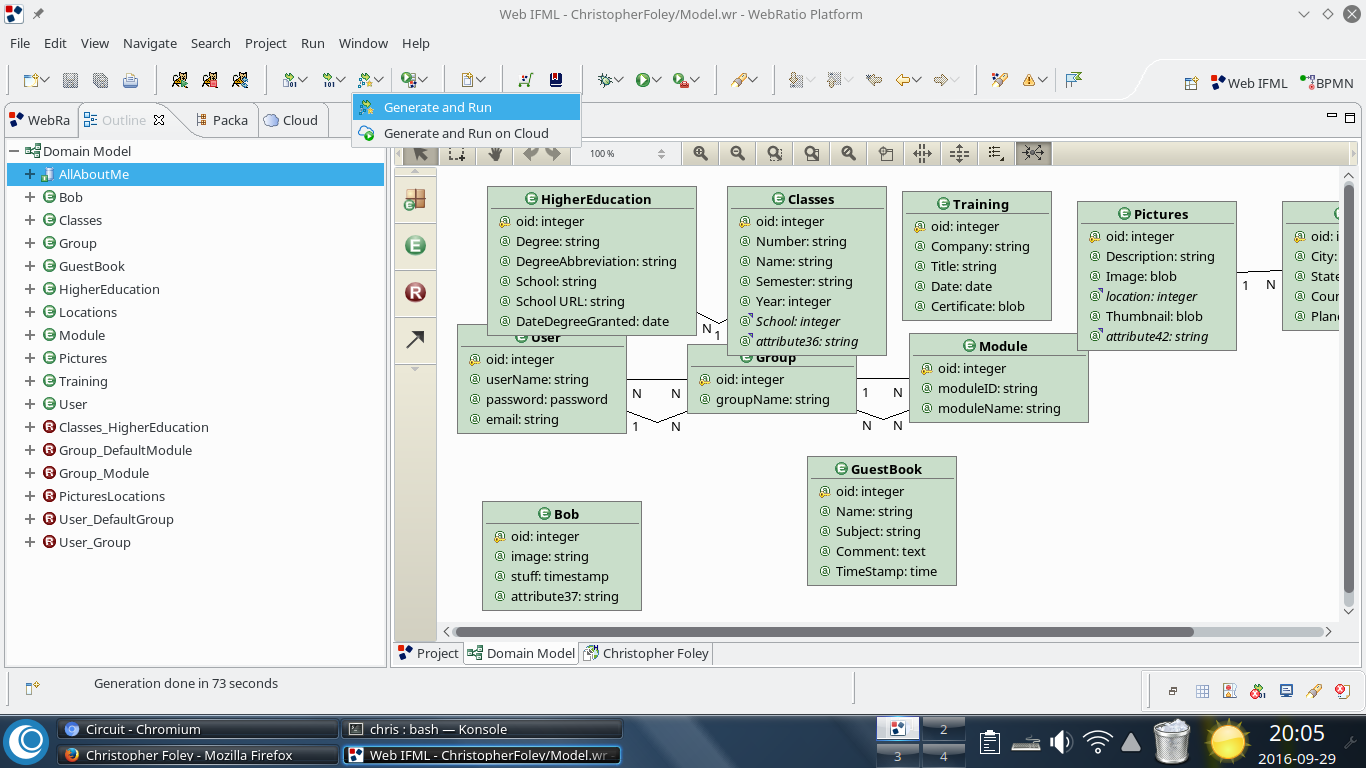 Web IFML - ChristopherFoley/Model.wr - WebRatio Platform
File Edit View Navigate Search Project Run Window Help
Web IFML BPMN
WebRa Outline Packa Cloud
Generate and Run
Generate and Run on Cloud
100 %
Domain Model
AllAboutMe
Bob
Classes
Group
GuestBook
HigherEducation
Locations
Module
Pictures
Training
User
Classes_HigherEducation
Group_DefaultModule
Group_Module
PicturesLocations
User_DefaultGroup
User_Group
HigherEducation
oid: integer
Degree: string
DegreeAbbreviation: string
School: string
School URL: string
DateDegreeGranted: date
Classes
oid: integer
Number: string
Name: string
Semester: string
Year: integer
School: integer
attribute36: string
Training
oid: integer
Company: string
Title: string
Date: date
Certificate: blob
Pictures
oid: integer
Description: string
Image: blob
location: integer
Thumbnail: blob
attribute42: string
1 N
oid: i
City:
State
Coun
Plane
N 1
User
oid: integer
userName: string
password: password
email: string
N N
1 N
Group
oid: integer
groupName: string
1 N
N N
Module
oid: integer
moduleID: string
moduleName: string
Bob
oid: integer
image: string
stuff: timestamp
attribute37: string
GuestBook
oid: integer
Name: string
Subject: string
Comment: text
TimeStamp: time
Project Domain Model Christopher Foley
Generation done in 73 seconds
Circuit - Chromium
chris : bash — Konsole
Christopher Foley - Mozilla Firefox
Web IFML - ChristopherFoley/Model.wr -
2
3 4
20:05
2016-09-29